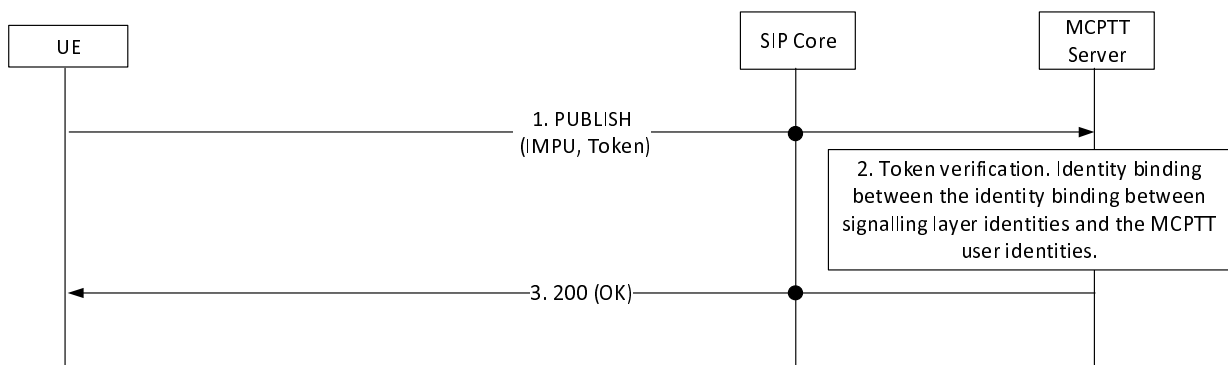 UE
SIP Core
MCPTT
Server
1. PUBLISH
(IMPU, Token)
2. Token verification. Identity binding
between the identity binding between
signalling layer identities and the MCPTT
user identities.
3. 200 (OK)